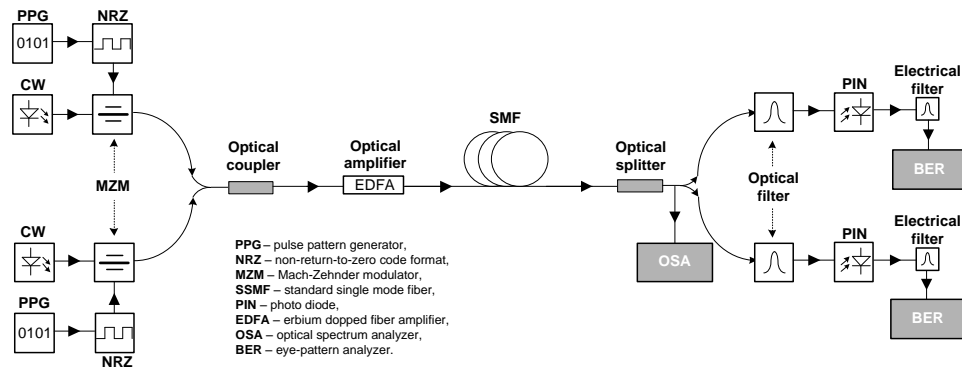 PPG
NRZ
0101
CW
MZM
CW
PPG
0101
NRZ
Optical
coupler
Optical
amplifier
EDFA
SMF
Optical
splitter
OSA
Optical
filter
PIN
Electrical
filter
BER
PIN
Electrical
filter
BER
PPG – pulse pattern generator,
NRZ – non-return-to-zero code format,
MZM – Mach-Zehnder modulator,
SSMF – standard single mode fiber,
PIN – photo diode,
EDFA – erbium dopped fiber amplifier,
OSA – optical spectrum analyzer,
BER – eye-pattern analyzer.